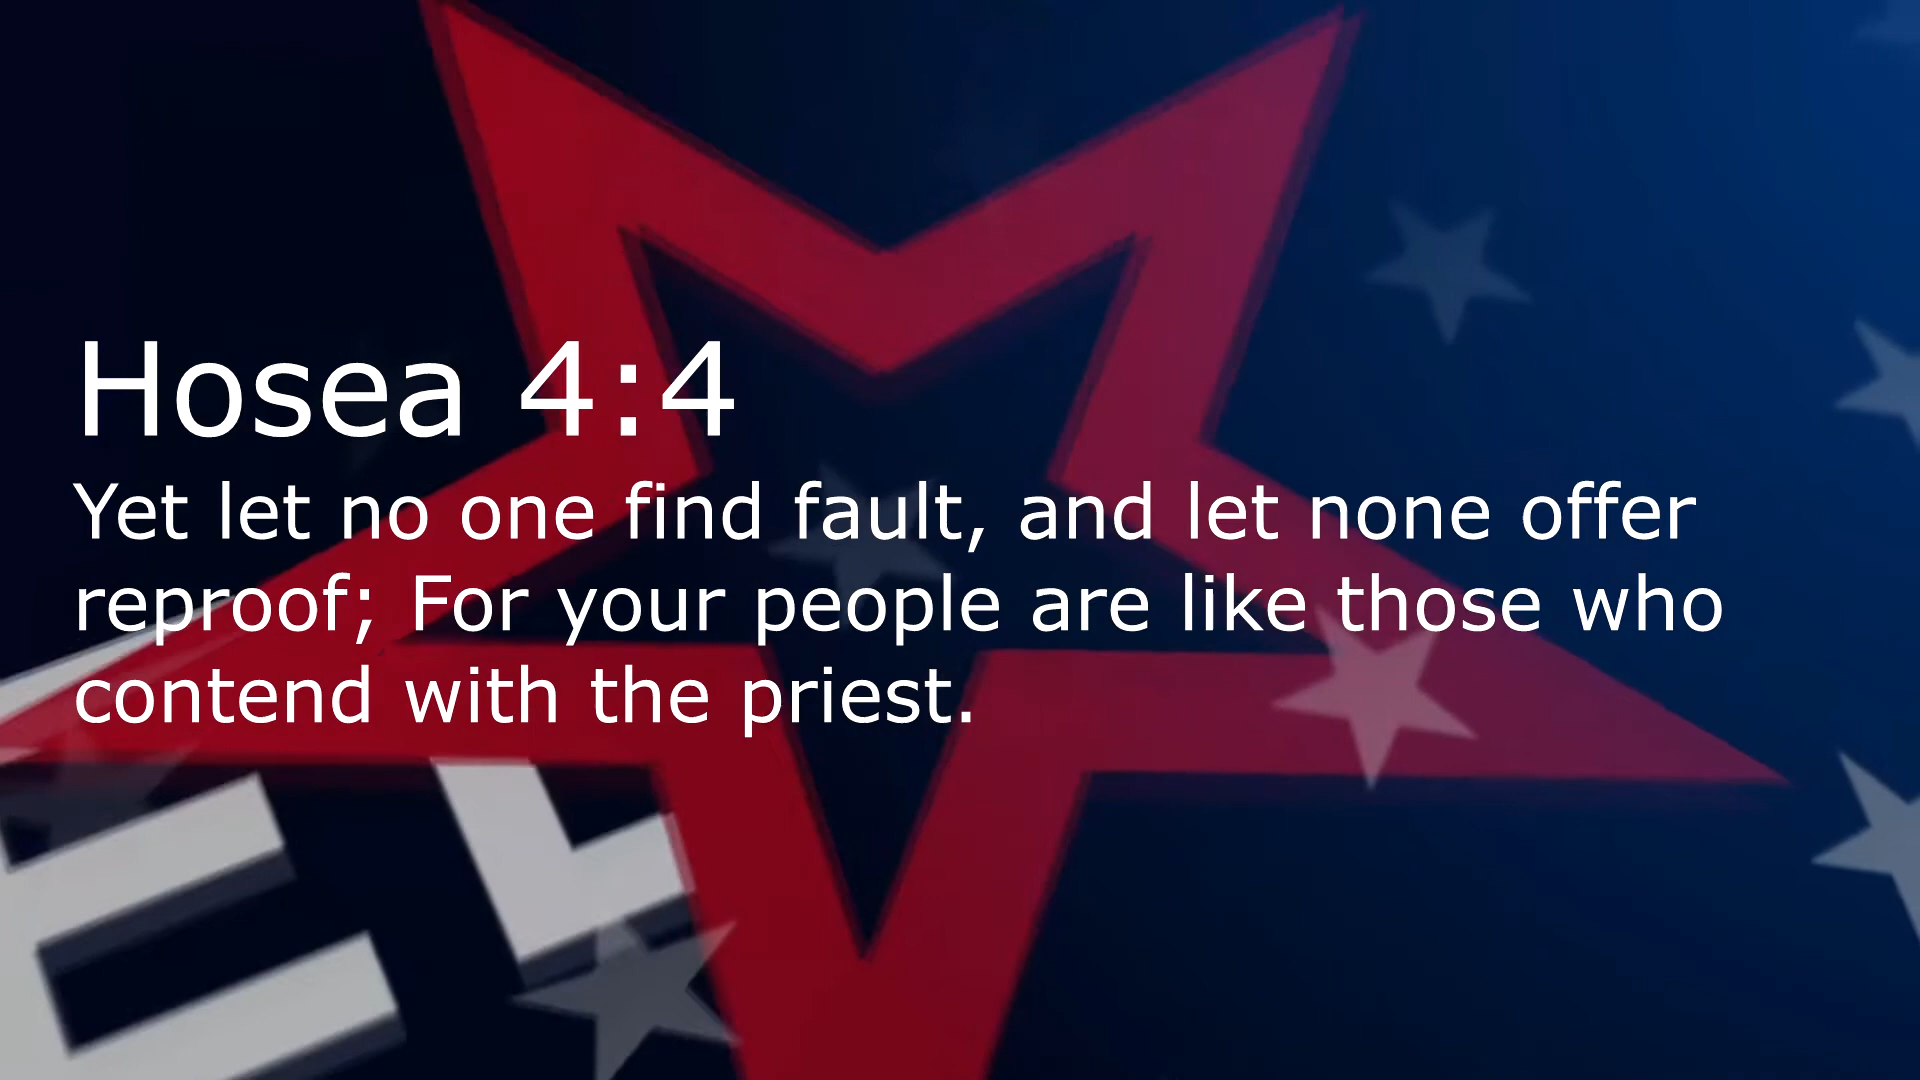 Hosea 4:4
Yet let no one find fault, and let none offer
reproof; For your people are like those who
contend with the priest.